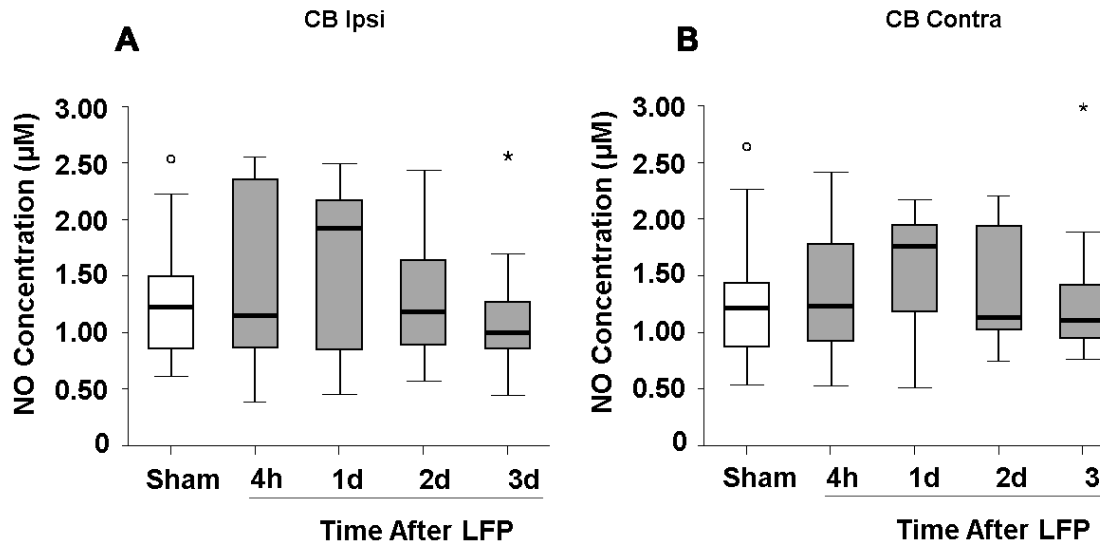 CB Ipsi
A
NO Concentration (µM)
3.00
2.50
2.00
1.50
1.00
0.50
0
Sham 4h 1d 2d 3d
Time After LFP
CB Contra
B
NO Concentration (µM)
3.00
2.50
2.00
1.50
1.00
0.50
0
Sham 4h 1d 2d 3
Time After LFP